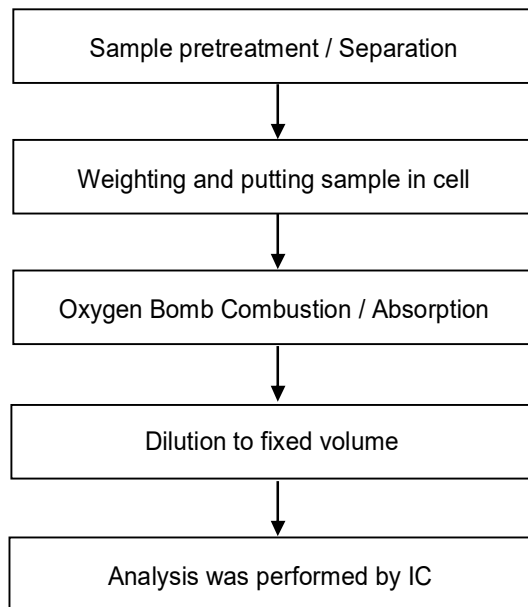 Sample pretreatment / Separation
Weighting and putting sample in cell
Oxygen Bomb Combustion / Absorption
Dilution to fixed volume
Analysis was performed by IC